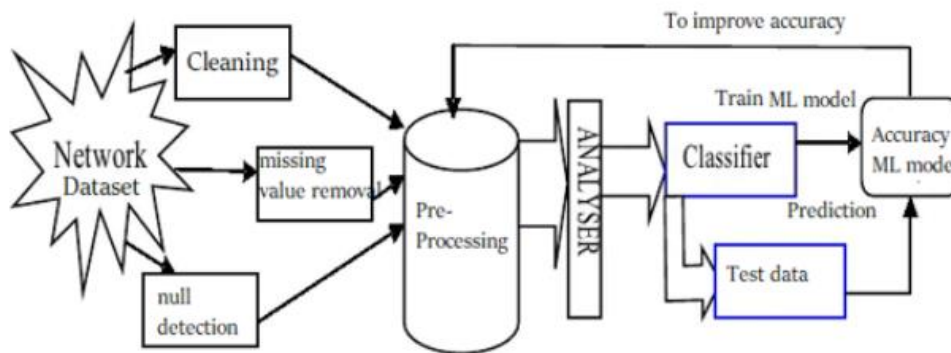 To improve accuracy
Cleaning
Network
Dataset
missing
value removal
null
detection
Pre-
Processing
ANALYSER
Classifier
Train ML model
Accuracy
ML mode
Prediction
Test data